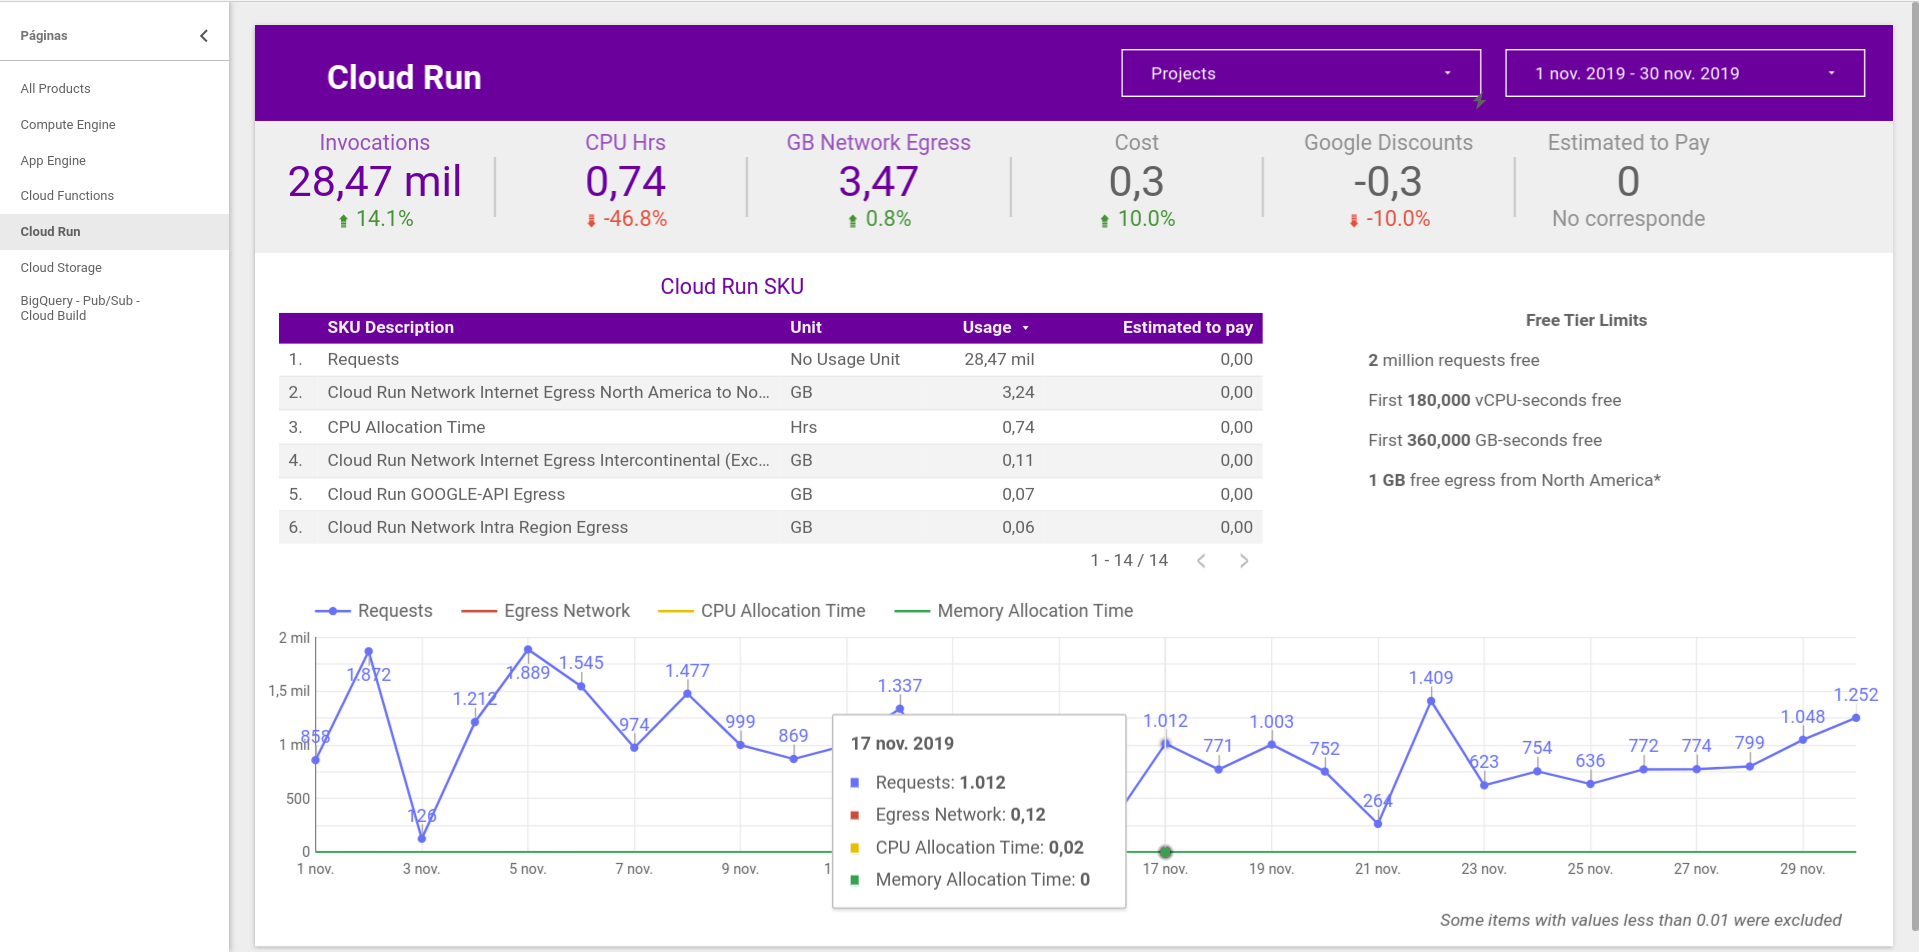 Páginas
All Products
Compute Engine
App Engine
Cloud Functions
Cloud Run
Cloud Storage
BigQuery - Pub/Sub -
Cloud Build
Cloud Run
Projects
1 nov. 2019 - 30 nov. 2019
Invocations
28,47 mil
14.1%
CPU Hrs
0,74
-46.8%
GB Network Egress
3,47
0.8%
Cost
0,3
10.0%
Google Discounts
-0,3
-10.0%
Estimated to Pay
0
No corresponde
Cloud Run SKU
SKU Description Unit Usage Estimated to pay
1. Requests No Usage Unit 28,47 mil 0,00
2. Cloud Run Network Internet Egress North America to No... GB 3,24 0,00
3. CPU Allocation Time Hrs 0,74 0,00
4. Cloud Run Network Internet Egress Intercontinental (Exc... GB 0,11 0,00
5. Cloud Run GOOGLE-API Egress GB 0,07 0,00
6. Cloud Run Network Intra Region Egress GB 0,06 0,00
1 - 14 / 14
Free Tier Limits
2 million requests free
First 180,000 vCPU-seconds free
First 360,000 GB-seconds free
1 GB free egress from North America*
Requests Egress Network CPU Allocation Time Memory Allocation Time
2 mil
1,5 mil
1 mil
500
0
858 1.872 126 1.212 1.889 1.545 974 1.477 999 869 1.337 1.012 771 1.003 752 264 1.409 623 754 636 772 774 799 1.048 1.252
17 nov. 2019
Requests: 1.012
Egress Network: 0,12
CPU Allocation Time: 0,02
Memory Allocation Time: 0
1 nov. 3 nov. 5 nov. 7 nov. 9 nov. 1 17 nov. 19 nov. 21 nov. 23 nov. 25 nov. 27 nov. 29 nov.
Some items with values less than 0.01 were excluded